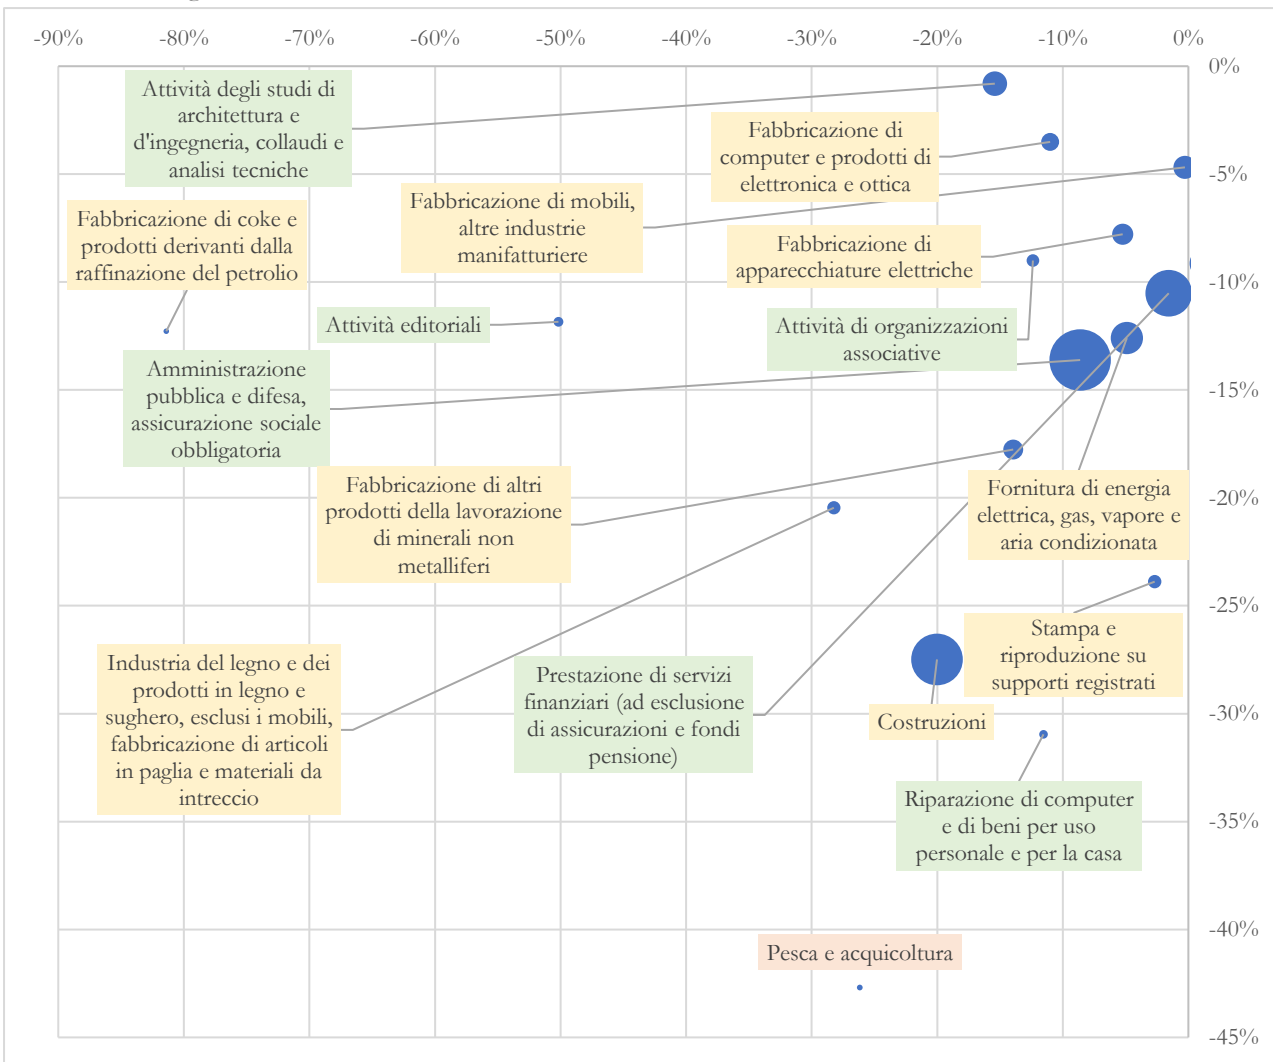 -90%
-80%
-70%
-60%
-50%
-40%
-30%
-20%
-10%
0%
0%
-5%
-10%
-15%
-20%
-25%
-30%
-35%
-40%
-45%
Attività degli studi di
architettura e
d'ingegneria, collaudi e
analisi tecniche
Fabbricazione di
computer e prodotti di
elettronica e ottica
Fabbricazione di mobili,
altre industrie
manifatturiere
Fabbricazione di coke e
prodotti derivanti dalla
raffinazione del petrolio
Fabbricazione di
apparecchiature elettriche
Attività editoriali
Attività di organizzazioni
associative
Amministrazione
pubblica e difesa,
assicurazione sociale
obbligatoria
Fabbricazione di altri
prodotti della lavorazione
di minerali non
metalliferi
Fornitura di energia
elettrica, gas, vapore e
aria condizionata
Stampa e
riproduzione su
supporti registrati
Industria del legno e dei
prodotti in legno e
sughero, esclusi i mobili,
fabbricazione di articoli
in paglia e materiali da
intreccio
Prestazione di servizi
finanziari (ad esclusione
di assicurazioni e fondi
pensione)
Costruzioni
Riparazione di computer
e di beni per uso
personale e per la casa
Pesca e acquicoltura